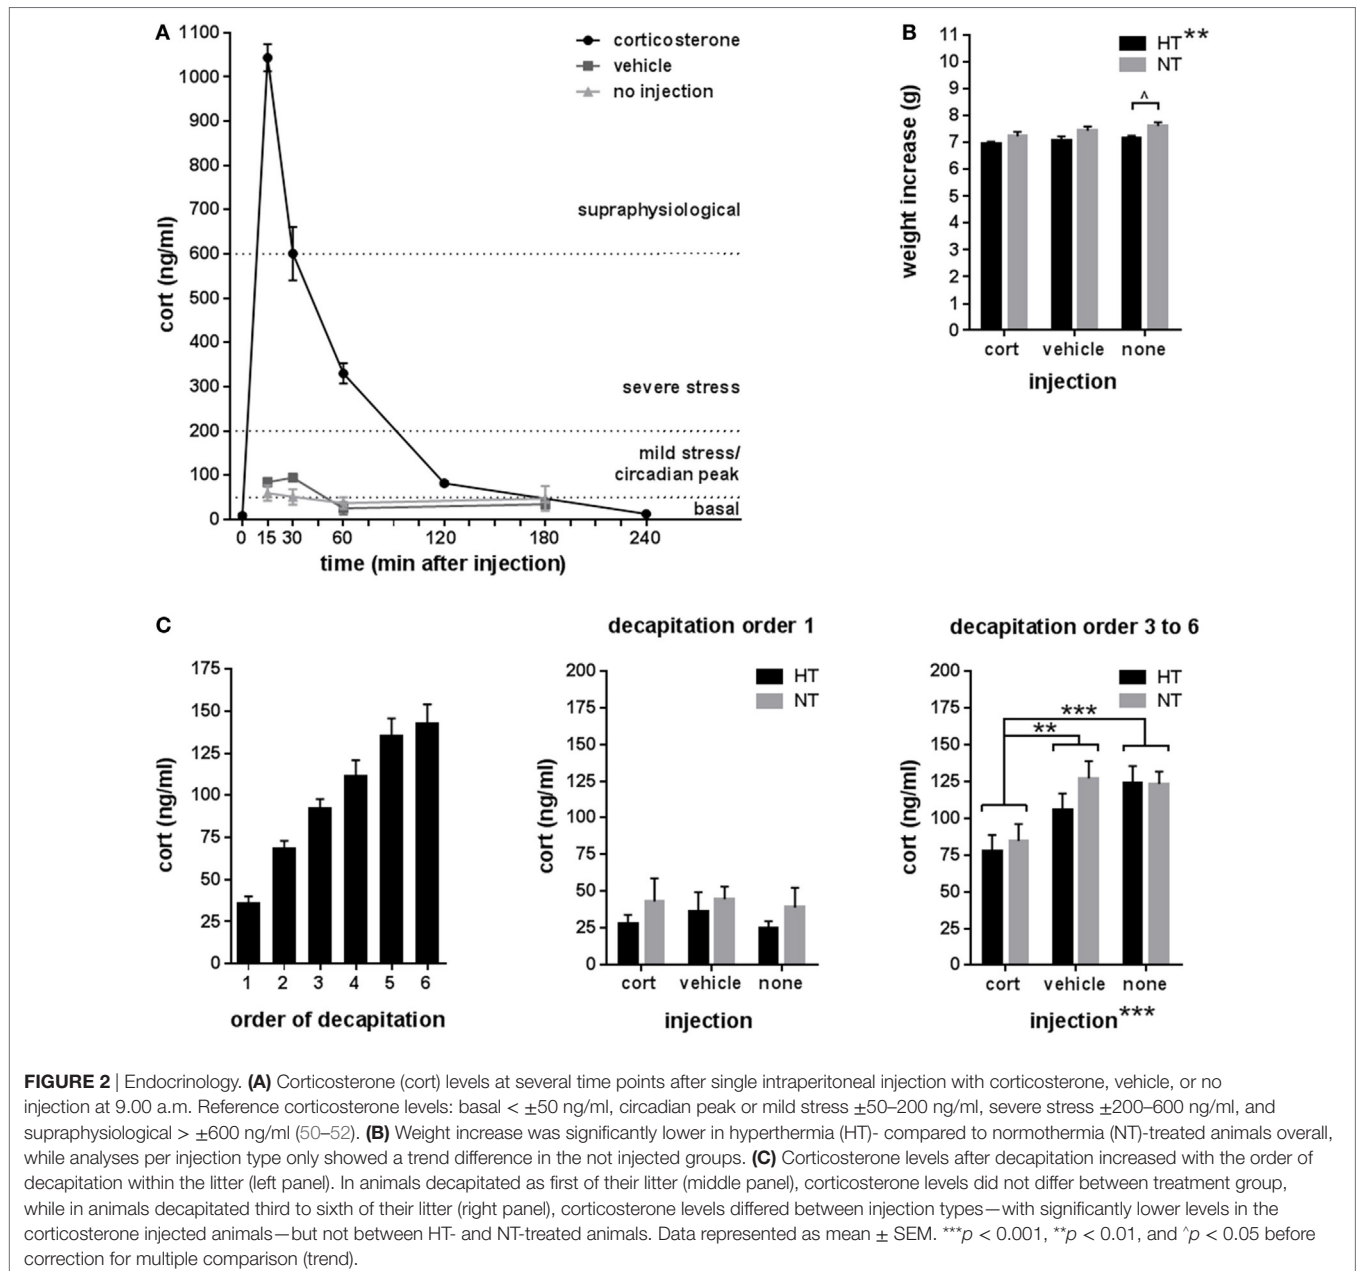 A
1100
1000
900
800
700
600
500
400
300
200
100
0
cort (ng/ml)
corticosterone
vehicle
no injection
supraphysiological
severe stress
mild stress/
circadian peak
basal
0 15 30 60 120 180 240
time (min after injection)
B
11
10
9
8
7
6
5
4
3
2
1
0
weight increase (g)
HT**
NT
^
cort vehicle none
injection
C
175
150
125
100
75
50
25
0
cort (ng/ml)
1 2 3 4 5 6
order of decapitation
decapitation order 1
200
175
150
125
100
75
50
25
0
cort (ng/ml)
HT
NT
cort vehicle none
injection
decapitation order 3 to 6
200
175
150
125
100
75
50
25
0
cort (ng/ml)
HT
NT
***
**
cort vehicle none
injection***
FIGURE 2 | Endocrinology. (A) Corticosterone (cort) levels at several time points after single intraperitoneal injection with corticosterone, vehicle, or no
injection at 9.00 a.m. Reference corticosterone levels: basal < ±50 ng/ml, circadian peak or mild stress ±50–200 ng/ml, severe stress ±200–600 ng/ml, and
supraphysiological > ±600 ng/ml (50–52). (B) Weight increase was significantly lower in hyperthermia (HT)- compared to normothermia (NT)-treated animals overall,
while analyses per injection type only showed a trend difference in the not injected groups. (C) Corticosterone levels after decapitation increased with the order of
decapitation within the litter (left panel). In animals decapitated as first of their litter (middle panel), corticosterone levels did not differ between treatment group,
while in animals decapitated third to sixth of their litter (right panel), corticosterone levels differed between injection types—with significantly lower levels in the
corticosterone injected animals—but not between HT- and NT-treated animals. Data represented as mean ± SEM. ***p < 0.001, **p < 0.01, and ^p < 0.05 before
correction for multiple comparison (trend).